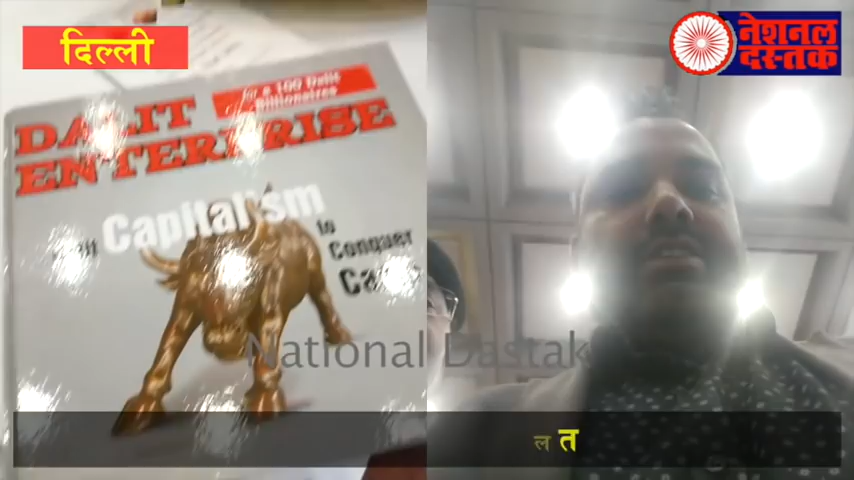 दिल्ली
नेशनल
दस्तक
for a 100 Dalit
Billionaires
DALIT
ENTERPRISE
Capitalism
to
Conquer
National Dastak
ल त